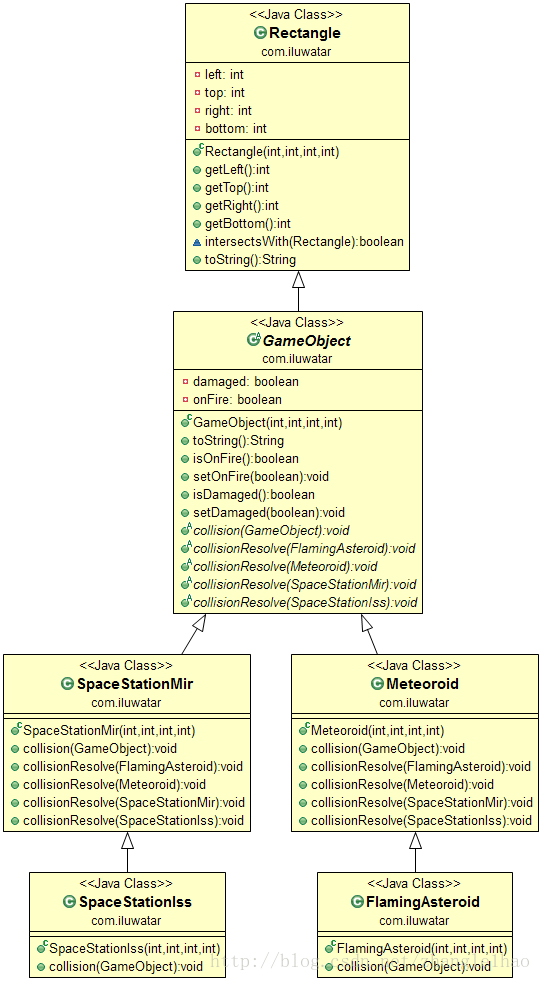 <<Java Class>>
Rectangle
com.iluwatar
left: int
top: int
right: int
bottom: int
Rectangle(int,int,int,int)
getLeft():int
getTop():int
getRight():int
getBottom():int
intersectsWith(Rectangle):boolean
toString():String
<<Java Class>>
GameObject
com.iluwatar
damaged: boolean
onFire: boolean
GameObject(int,int,int,int)
toString():String
isOnFire():boolean
setOnFire(boolean):void
isDamaged():boolean
setDamaged(boolean):void
collision(GameObject):void
collisionResolve(FlamingAsteroid):void
collisionResolve(Meteoroid):void
collisionResolve(SpaceStationMir):void
collisionResolve(SpaceStationIss):void
<<Java Class>>
SpaceStationMir
com.iluwatar
SpaceStationMir(int,int,int,int)
collision(GameObject):void
collisionResolve(FlamingAsteroid):void
collisionResolve(Meteoroid):void
collisionResolve(SpaceStationMir):void
collisionResolve(SpaceStationIss):void
<<Java Class>>
Meteoroid
com.iluwatar
Meteoroid(int,int,int,int)
collision(GameObject):void
collisionResolve(FlamingAsteroid):void
collisionResolve(Meteoroid):void
collisionResolve(SpaceStationMir):void
collisionResolve(SpaceStationIss):void
<<Java Class>>
SpaceStationIss
com.iluwatar
SpaceStationIss(int,int,int,int)
collision(GameObject):void
<<Java Class>>
FlamingAsteroid
com.iluwatar
FlamingAsteroid(int,int,int,int)
collision(GameObject):void